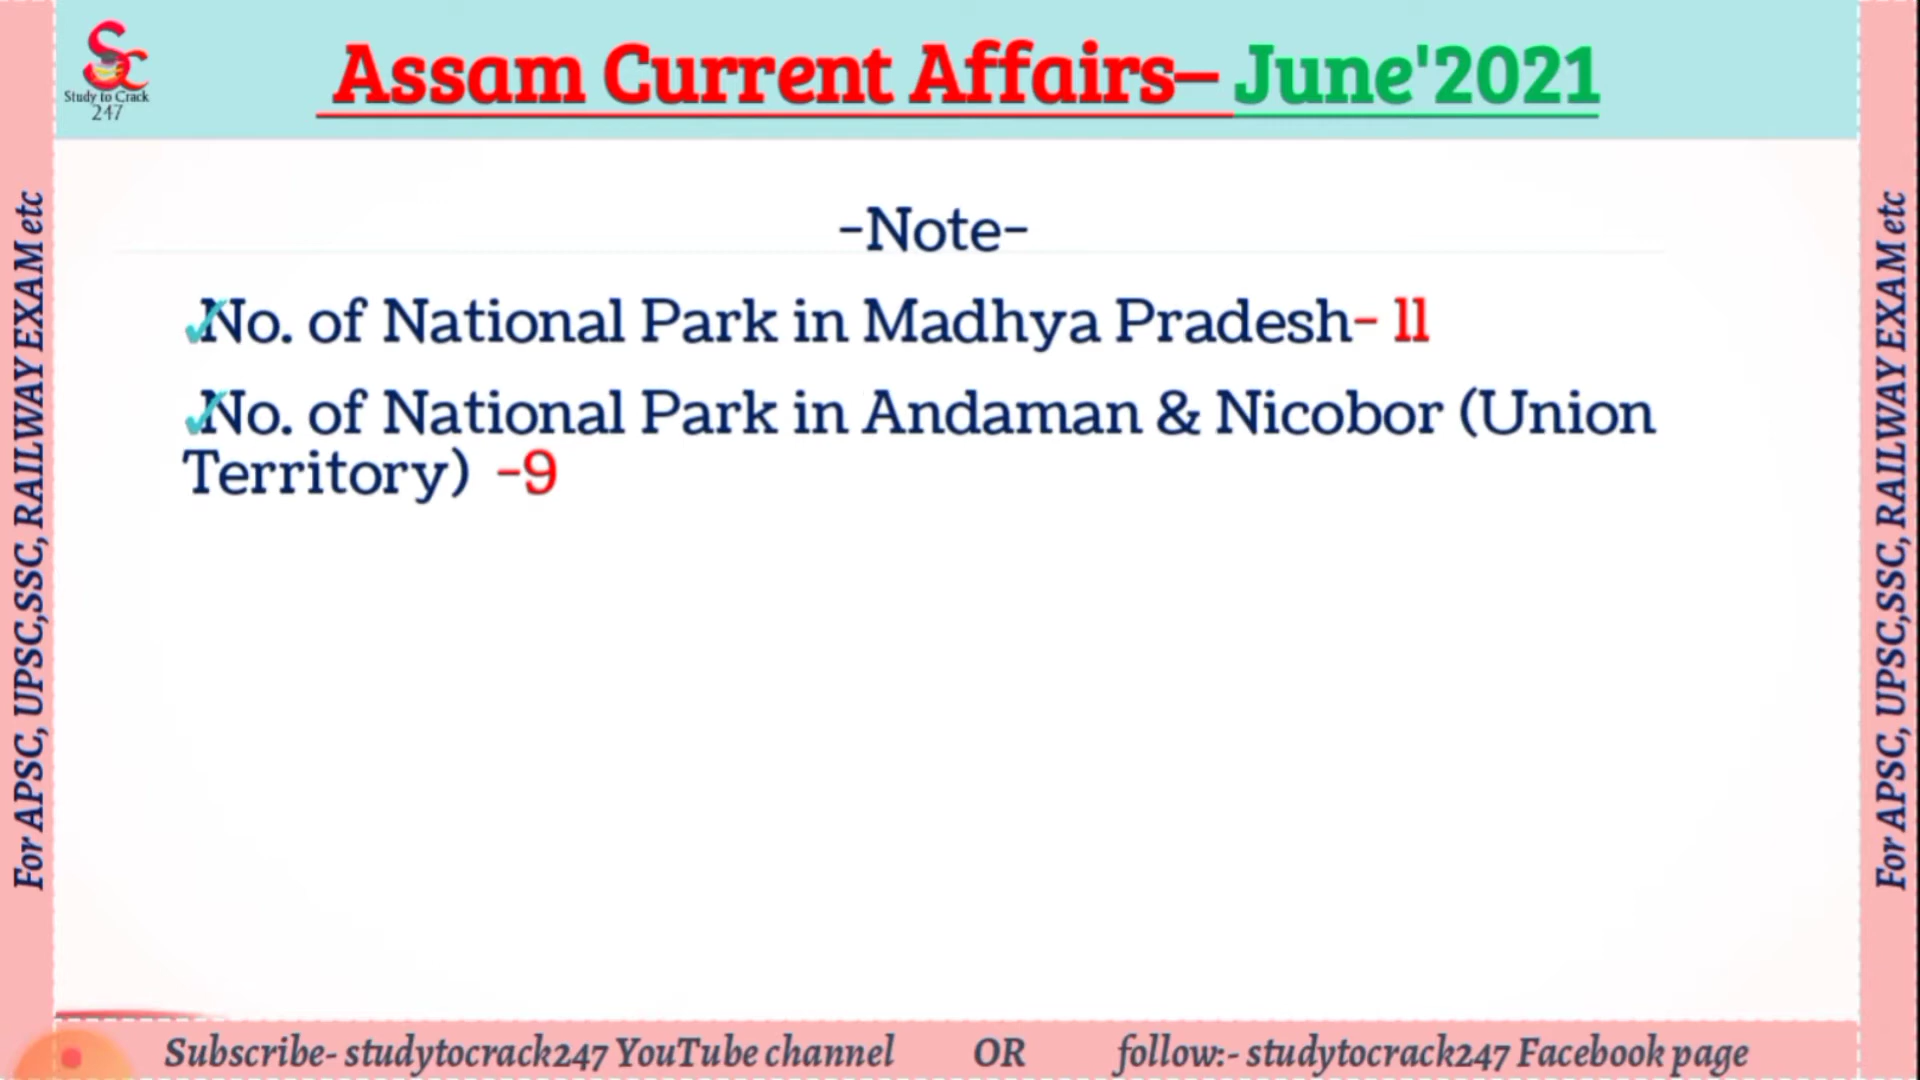 Study to Crack
247
Assam Current Affairs– June'2021
-Note-
✓No. of National Park in Madhya Pradesh- 11
✓No. of National Park in Andaman & Nicobor (Union
Territory) -9
For APSC, UPSC,SSC, RAILWAY EXAM etc
For APSC, UPSC,SSC, RAILWAY EXAM etc
Subscribe- studytocrack247 YouTube channel OR follow:- studytocrack247 Facebook page